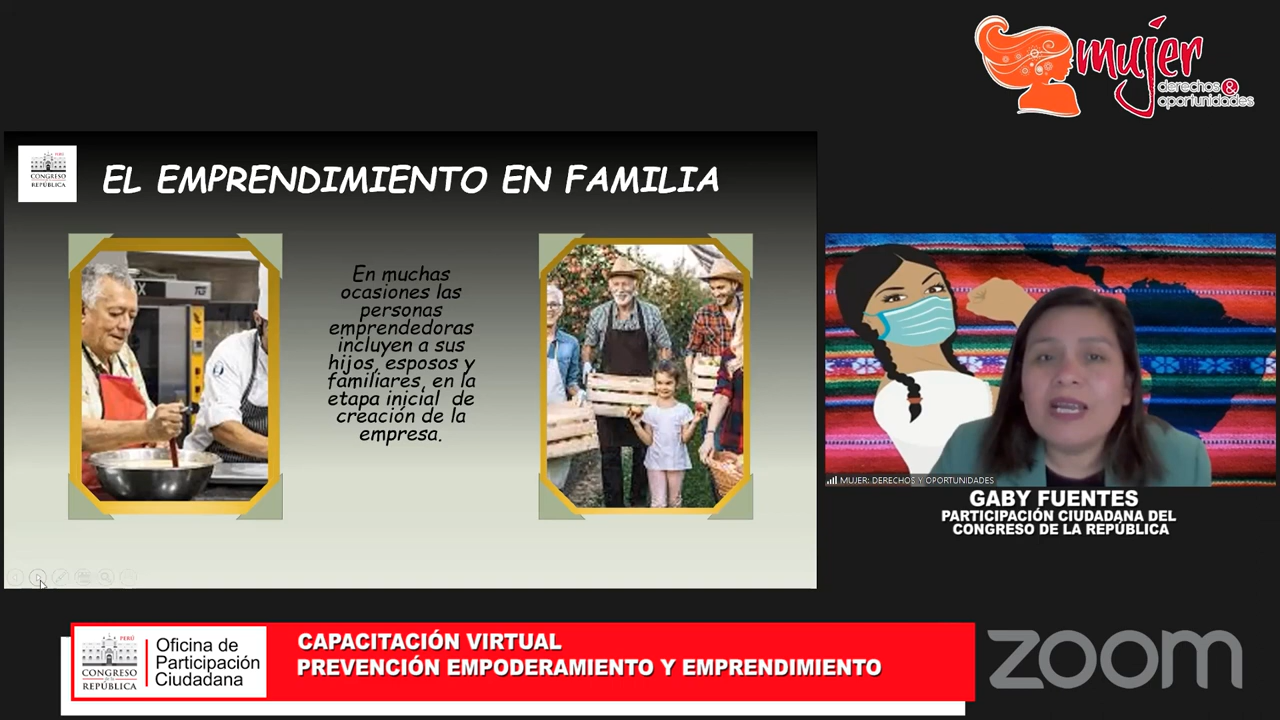 mujer
derechos &
oportunidades
PERÚ
CONGRESO
REPÚBLICA
EL EMPRENDIMIENTO EN FAMILIA
En muchas
ocasiones las
personas
emprendedoras
incluyen a sus
hijos, esposos y
familiares, en la
etapa inicial de
creación de la
empresa.
MUJER: DERECHOS Y OPORTUNIDADES
GABY FUENTES
PARTICIPACIÓN CIUDADANA DEL
CONGRESO DE LA REPÚBLICA
PERÚ
CONGRESO
REPÚBLICA
Oficina de
Participación
Ciudadana
CAPACITACIÓN VIRTUAL
PREVENCIÓN EMPODERAMIENTO Y EMPRENDIMIENTO
zoom